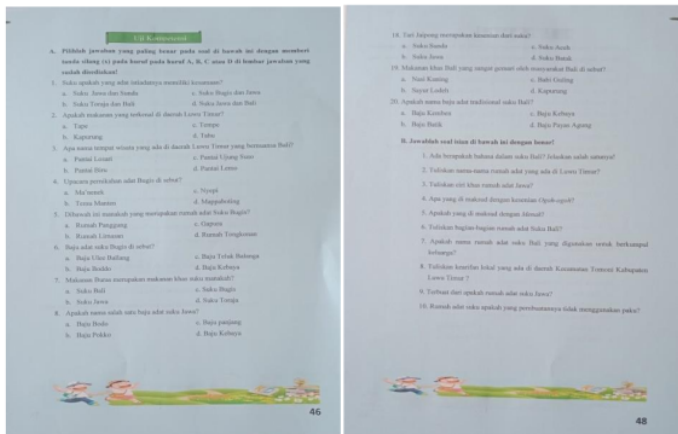 Uji Kompetensi
A. Pilihlah jawaban yang paling benar pada soal di bawah ini dengan memberi
tanda silang (x) pada huruf pada huruf A, B, C atau D di lembar jawaban yang
sudah disediakan!
1. Suku apakah yang adat istiadatnya memiliki kesamaan?
a. Suku Jawa dan Sunda
c. Suku Bugis dan Jawa
b. Suku Toraja dan Bali
d. Suku Jawa dan Bali
2. Apakah makanan yang terkenal di daerah Luwu Timur?
a. Tape
c. Tempe
b. Kapurung
d. Tahu
3. Apa nama tempat wisata yang ada di daerah Luwu Timur yang bernuansa Bali?
a. Pantai Losari
c. Pantai Ujung Suso
b. Pantai Bira
d. Pantai Lemo
4. Upacara pernikahan adat Bugis di sebut?
a. Ma'nenek
c. Nyepi
b. Temu Manten
d. Mappabotting
5. Dibawah ini manakah yang merupakan rumah adat Suku Bugis?
a. Rumah Panggung
c. Gapura
b. Rumah Limasan
d. Rumah Tongkonan
6. Baju adat suku Bugis di sebut?
a. Baju Ulee Balang
c. Baju Teluk Belanga
b. Baju Boddo
d. Baju Kebaya
7. Makanan Buras merupakan makanan khas suku manakah?
a. Suku Bali
c. Suku Bugis
b. Suku Jawa
d. Suku Toraja
8. Apakah nama salah satu baju adat suku Jawa?
a. Baju Bodo
c. Baju panjang
b. Baju Pokko
d. Baju Kebaya
46
18. Tari Jaipong merupakan kesenian dari suku?
a. Suku Sunda
c. Suku Aceh
b. Suku Jawa
d. Suku Batak
19. Makanan khas Bali yang sangat gemari oleh masyarakat Bali di sebut?
a. Nasi Kuning
c. Babi Guling
b. Sayur Lodeh
d. Kapurung
20. Apakah nama baju adat tradisional suku Bali?
a. Baju Kemben
c. Baju Kebaya
b. Baju Batik
d. Baju Payas Agung
B. Jawablah soal isian di bawah ini dengan benar!
1. Ada berapakah bahasa dalam suku Bali? Jelaskan salah satunya!
2. Tuliskan nama-nama rumah adat yang ada di Luwu Timur?
3. Tuliskan ciri khas rumah adat Jawa?
4. Apa yang di maksud dengan kesenian Ogoh-ogoh?
5. Apakah yang di maksud dengan
6. Tuliskan bagian-bagian rumah adat Suku Bali?
7. Apakah nama rumah adat suku Bali yang digunakan untuk berkumpul
keluarga?
8. Tuliskan kearifan lokal yang ada di daerah Kecamatan Tomoni Kabupaten
Luwu Timur ?
9. Terbuat dari apakah rumah adat suku Jawa?
10. Rumah adat suku apakah yang pembuatannya tidak menggunakan paku?
48